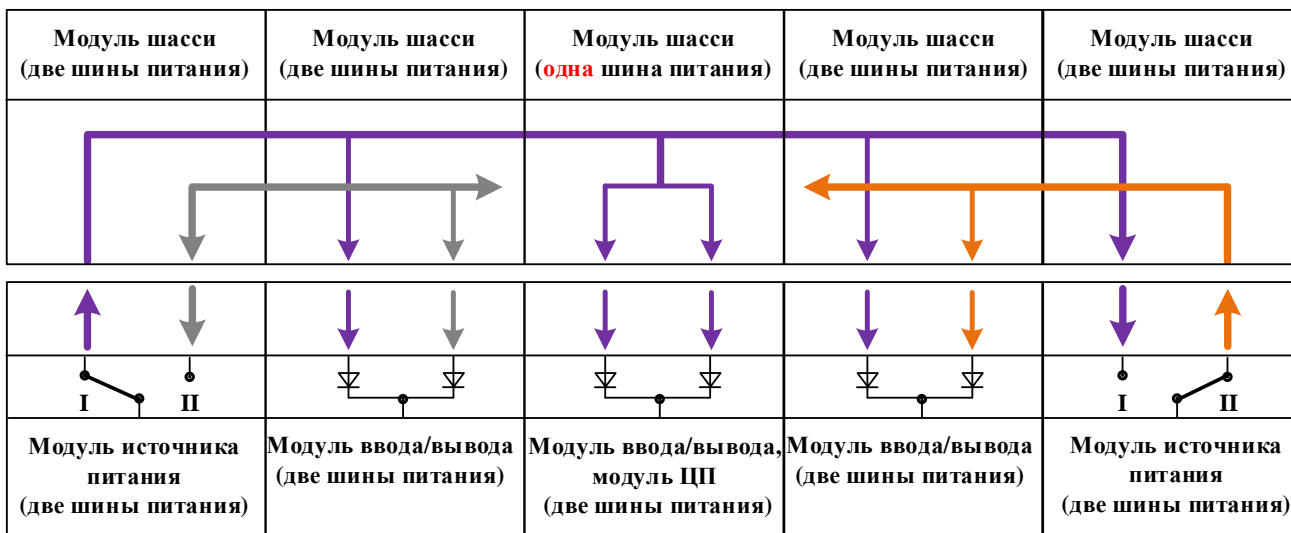 Модуль шасси
(две шины питания)
Модуль шасси
(две шины питания)
Модуль шасси
(одна шина питания)
Модуль шасси
(две шины питания)
Модуль шасси
(две шины питания)
I
II
I
II
Модуль источника
питания
(две шины питания)
Модуль ввода/вывода
(две шины питания)
Модуль ввода/вывода,
модуль ЦП
(две шины питания)
Модуль ввода/вывода
(две шины питания)
Модуль источника
питания
(две шины питания)